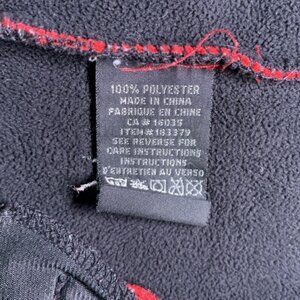 100% POLYESTER
MADE IN CHINA
FABRIQUE EN CHINE
CA # 16035
ITEM #183379
SEE REVERSE FOR
CARE INSTRUCTIONS
INSTRUCTIONS
D'ENTRETIEN AU VERSO